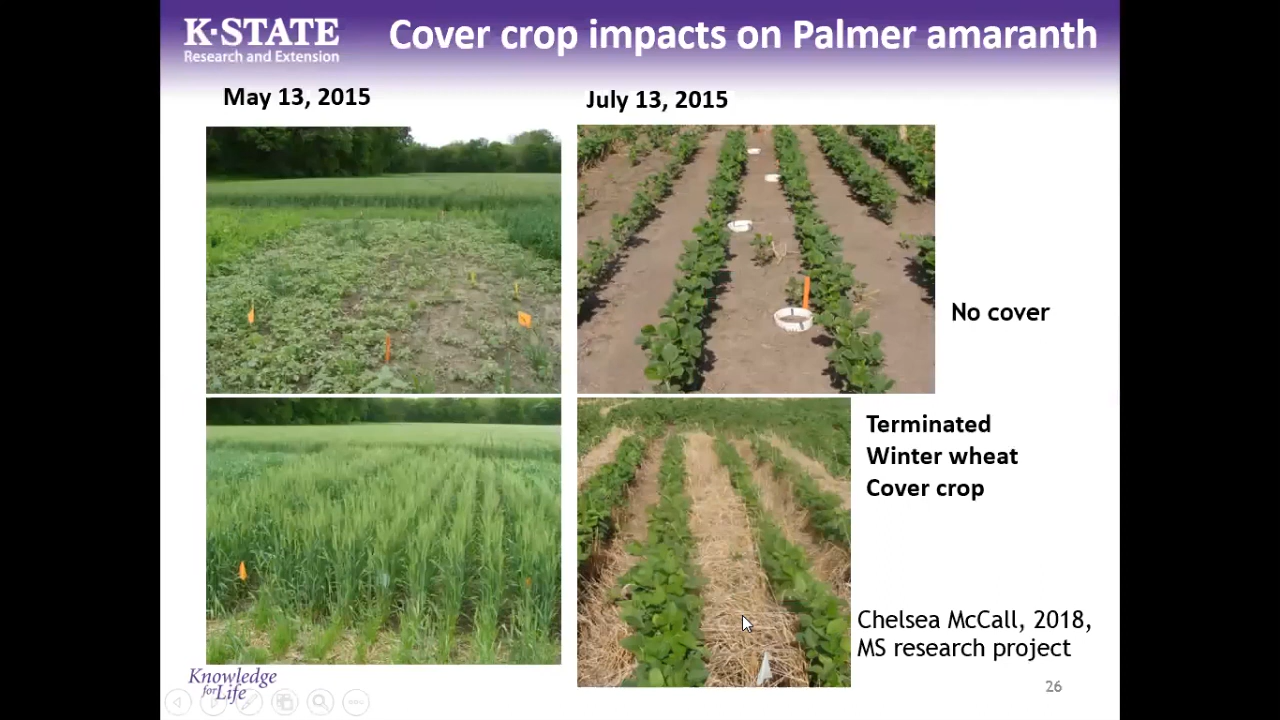 K-STATE
Research and Extension
Cover crop impacts on Palmer amaranth
May 13, 2015
July 13, 2015
No cover
Terminated
Winter wheat
Cover crop
Chelsea McCall, 2018,
MS research project
Knowledge
for Life
26